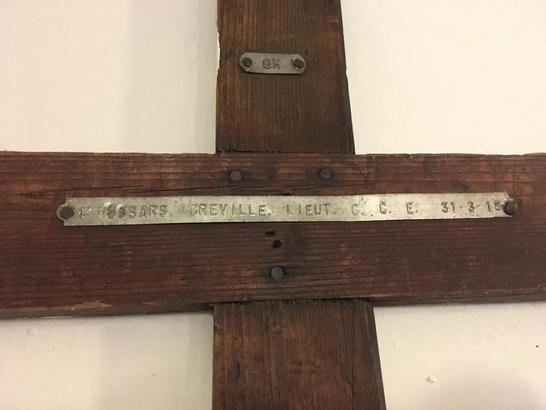 GR
HUSSARS. GREVILLE. LIEUT. 31-3-18